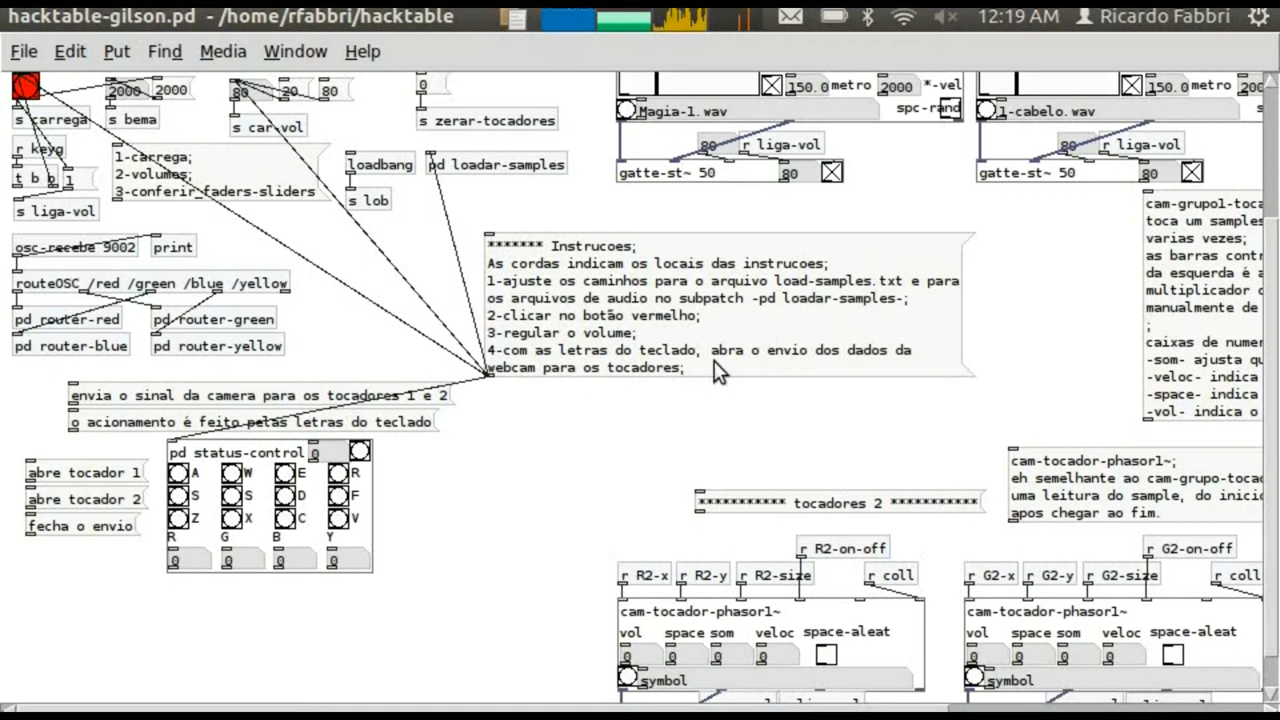 hacktable-gilson.pd - /home/rfabbri/hacktable
12:19 AM
Ricardo Fabbri
File Edit Put Find Media Window Help
2000 2000
80 20 80
0
s carrega
s bema
s car-vol
s zerar-tocadores
r keyg
t b b
1
s liga-vol
1-carrega;
2-volumes;
3-conferir_faders-sliders
loadbang
s lob
pd loadar-samples
osc-recebe 9002
print
routeOSC /red /green /blue /yellow
pd router-red
pd router-green
pd router-blue
pd router-yellow
******* Instrucoes;
As cordas indicam os locais das instrucoes;
1-ajuste os caminhos para o arquivo load-samples.txt e para
os arquivos de audio no subpatch -pd loadar-samples-;
2-clicar no botão vermelho;
3-regular o volume;
4-com as letras do teclado, abra o envio dos dados da
webcam para os tocadores;
envia o sinal da camera para os tocadores 1 e 2
o acionamento é feito pelas letras do teclado
abre tocador 1
abre tocador 2
fecha o envio
pd status-control 0
A W E R
S S D F
Z X C V
R G B Y
0 0 0 0
150.0 metro 2000 *-vel
Magia-1.wav
spc-rand
80
r liga-vol
gatte-st~ 50
80
150.0 metro
1-cabelo.wav
80
r liga-vol
gatte-st~ 50
80
cam-grupo1-toca
toca um samples
varias vezes;
as barras cont
da esquerda é a
multiplicador
manualmente de
;
caixas de numer
-som- ajusta q
-veloc- indica
-space- indica
-vol- indica o
cam-tocador-phasor1~;
eh semellhante ao cam-grupo-tocad
uma leitura do sample, do inicio
apos chegar ao fim.
*********** tocadores 2 ***********
r R2-on-off
r R2-x
r R2-y
r R2-size
r coll
cam-tocador-phasor1~
vol space som veloc space-aleat
0 0 0 0
symbol
r G2-on-off
r G2-x
r G2-y
r G2-size
r coll
cam-tocador-phasor1~
vol space som veloc space-aleat
0 0 0 0
symbol